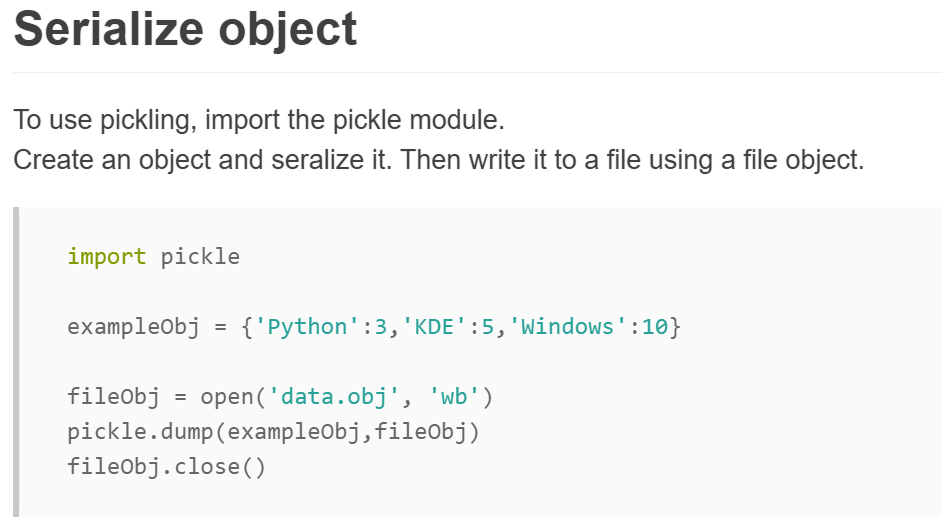 Serialize object
To use pickling, import the pickle module.
Create an object and seralize it. Then write it to a file using a file object.
import pickle
exampleObj = {'Python':3,'KDE':5,'Windows':10}
fileObj = open('data.obj', 'wb')
pickle.dump(exampleObj,fileObj)
fileObj.close()